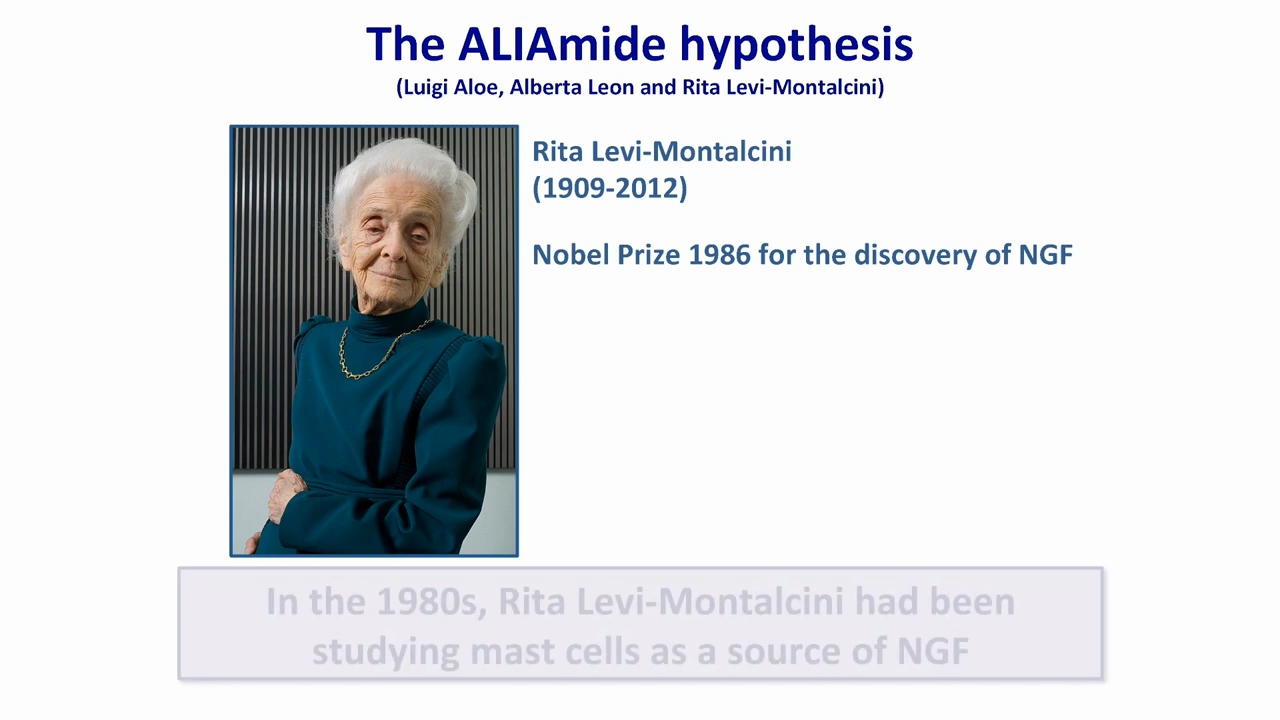 The ALIAmide hypothesis
(Luigi Aloe, Alberta Leon and Rita Levi-Montalcini)
Rita Levi-Montalcini
(1909-2012)
Nobel Prize 1986 for the discovery of NGF
In the 1980s, Rita Levi-Montalcini had been
studying mast cells as a source of NGF